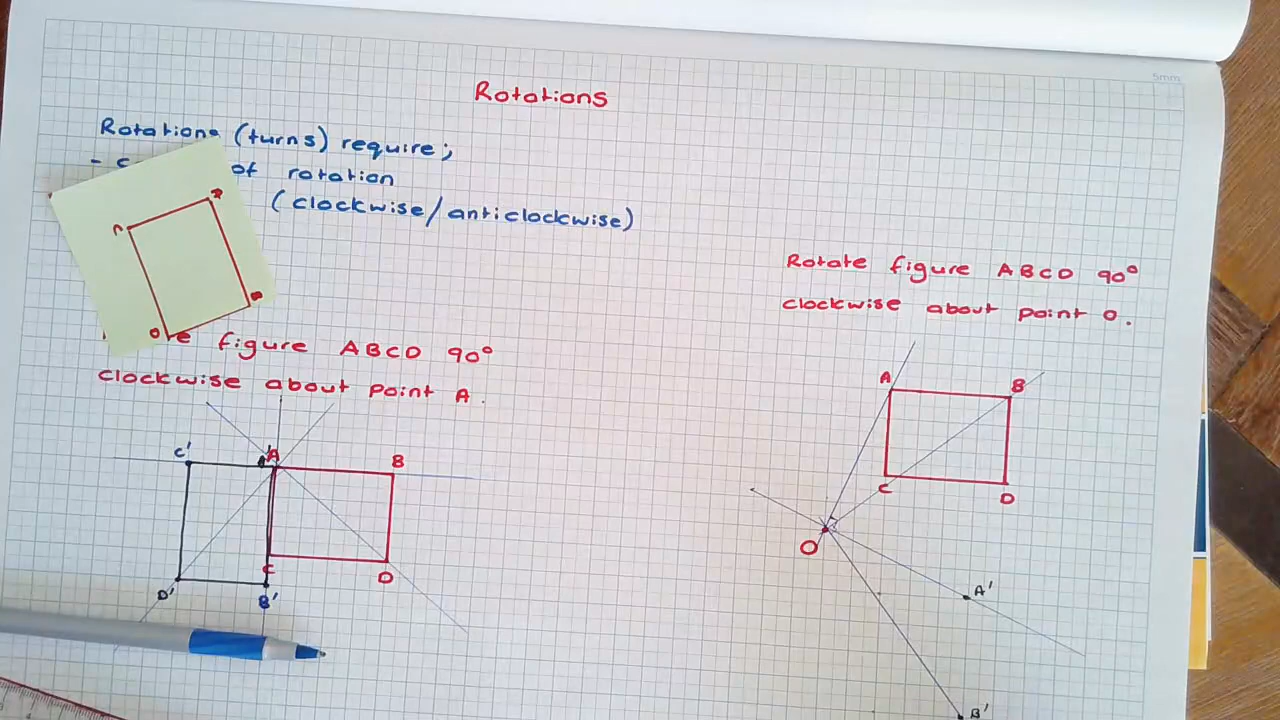 5mm
Rotations
Rotations (turns) require;
- of rotation
(clockwise/anticlockwise)
Rotate figure ABCD 90°
clockwise about point O.
figure ABCD 90°
clockwise about point A.
A B
C D
O
A'
B'
C' A' A B
C D
D' B'